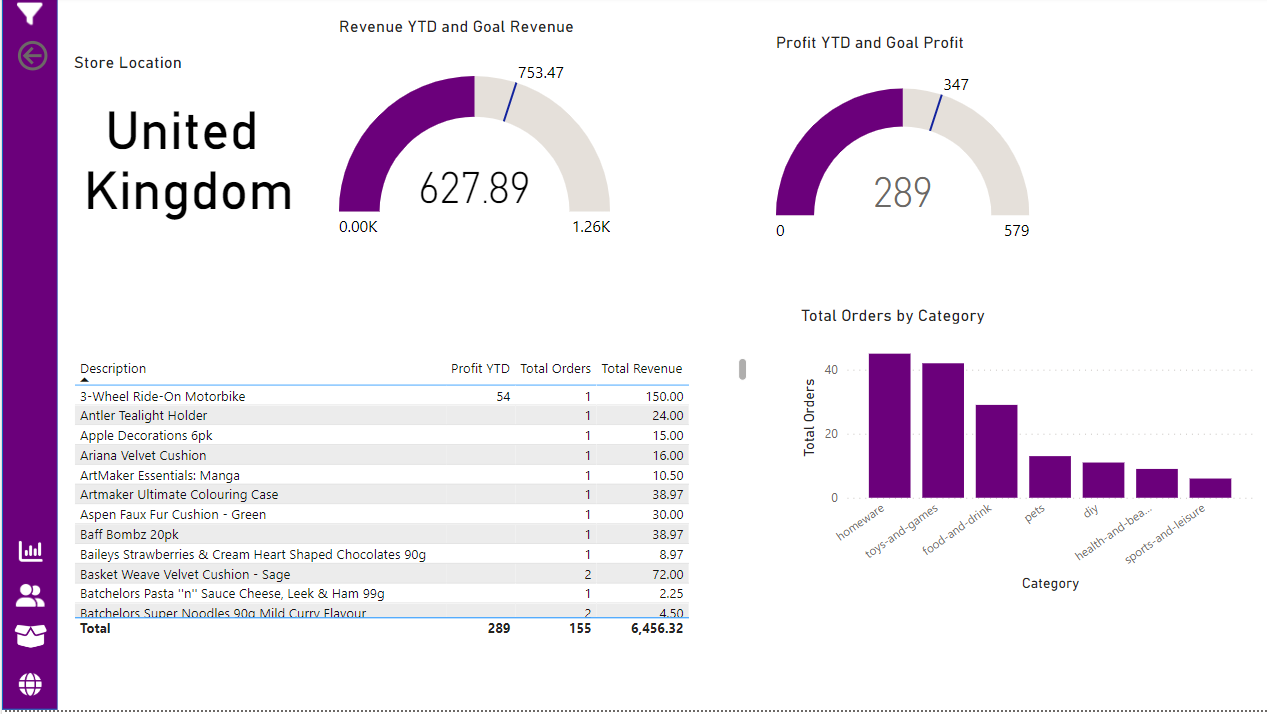 Revenue YTD and Goal Revenue
Profit YTD and Goal Profit
Store Location
United
Kingdom
753.47
627.89
0.00K
1.26K
347
289
0
579
Description Profit YTD Total Orders Total Revenue
3-Wheel Ride-On Motorbike 54 1 150.00
Antler Tealight Holder 1 24.00
Apple Decorations 6pk 1 15.00
Ariana Velvet Cushion 1 16.00
ArtMaker Essentials: Manga 1 10.50
Artmaker Ultimate Colouring Case 1 38.97
Aspen Faux Fur Cushion - Green 1 30.00
Baff Bombz 20pk 1 38.97
Baileys Strawberries & Cream Heart Shaped Chocolates 90g 1 8.97
Basket Weave Velvet Cushion - Sage 2 72.00
Batchelors Pasta "n" Sauce Cheese, Leek & Ham 99g 1 2.25
Batchelors Super Noodles 90g Mild Curry Flavour 2 4.50
Total 289 155 6,456.32
Total Orders by Category
Total Orders
40
20
0
homeware
toys-and-games
food-and-drink
pets
diy
health-and-bea...
sports-and-leisure
Category